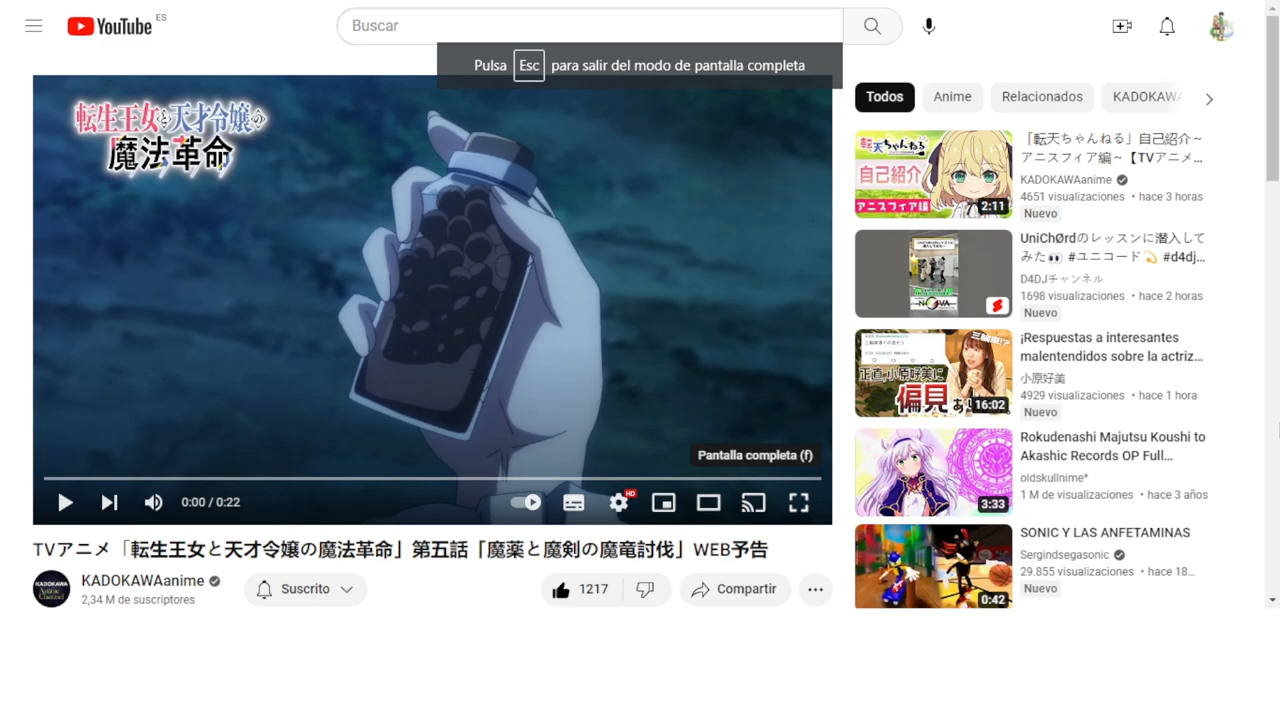 YouTube ES
Buscar
Pulsa Esc para salir del modo de pantalla completa
転生王女と天才令嬢の
魔法革命
Pantalla completa (f)
0:00 / 0:22
HD
TVアニメ「転生王女と天才令嬢の魔法革命」第五話「魔薬と魔剣の魔竜討伐」WEB予告
KADOKAWA
Anime
Channel
KADOKAWAanime
2,34 M de suscriptores
Suscrito
1217
Compartir
Todos
Anime
Relacionados
KADOKAWA
転天ちゃんねる
自己紹介
アニスフィア編
2:11
「転天ちゃんねる」自己紹介～
アニスフィア編～【TVアニメ...
KADOKAWAanime
4651 visualizaciones • hace 3 horas
Nuevo
UniChØrdのレッスンに潜入して
みた👀 #ユニコード💫 #d4dj...
D4DJチャンネル
1698 visualizaciones • hace 2 horas
Nuevo
正直,小原好美に
偏見
16:02
¡Respuestas a interesantes
malentendidos sobre la actriz...
小原好美
4929 visualizaciones • hace 1 hora
Nuevo
3:33
Rokudenashi Majutsu Koushi to
Akashic Records OP Full...
oldskullnime*
1 M de visualizaciones • hace 3 años
0:42
SONIC Y LAS ANFETAMINAS
Sergindsegasonic
29.855 visualizaciones • hace 18...
Nuevo